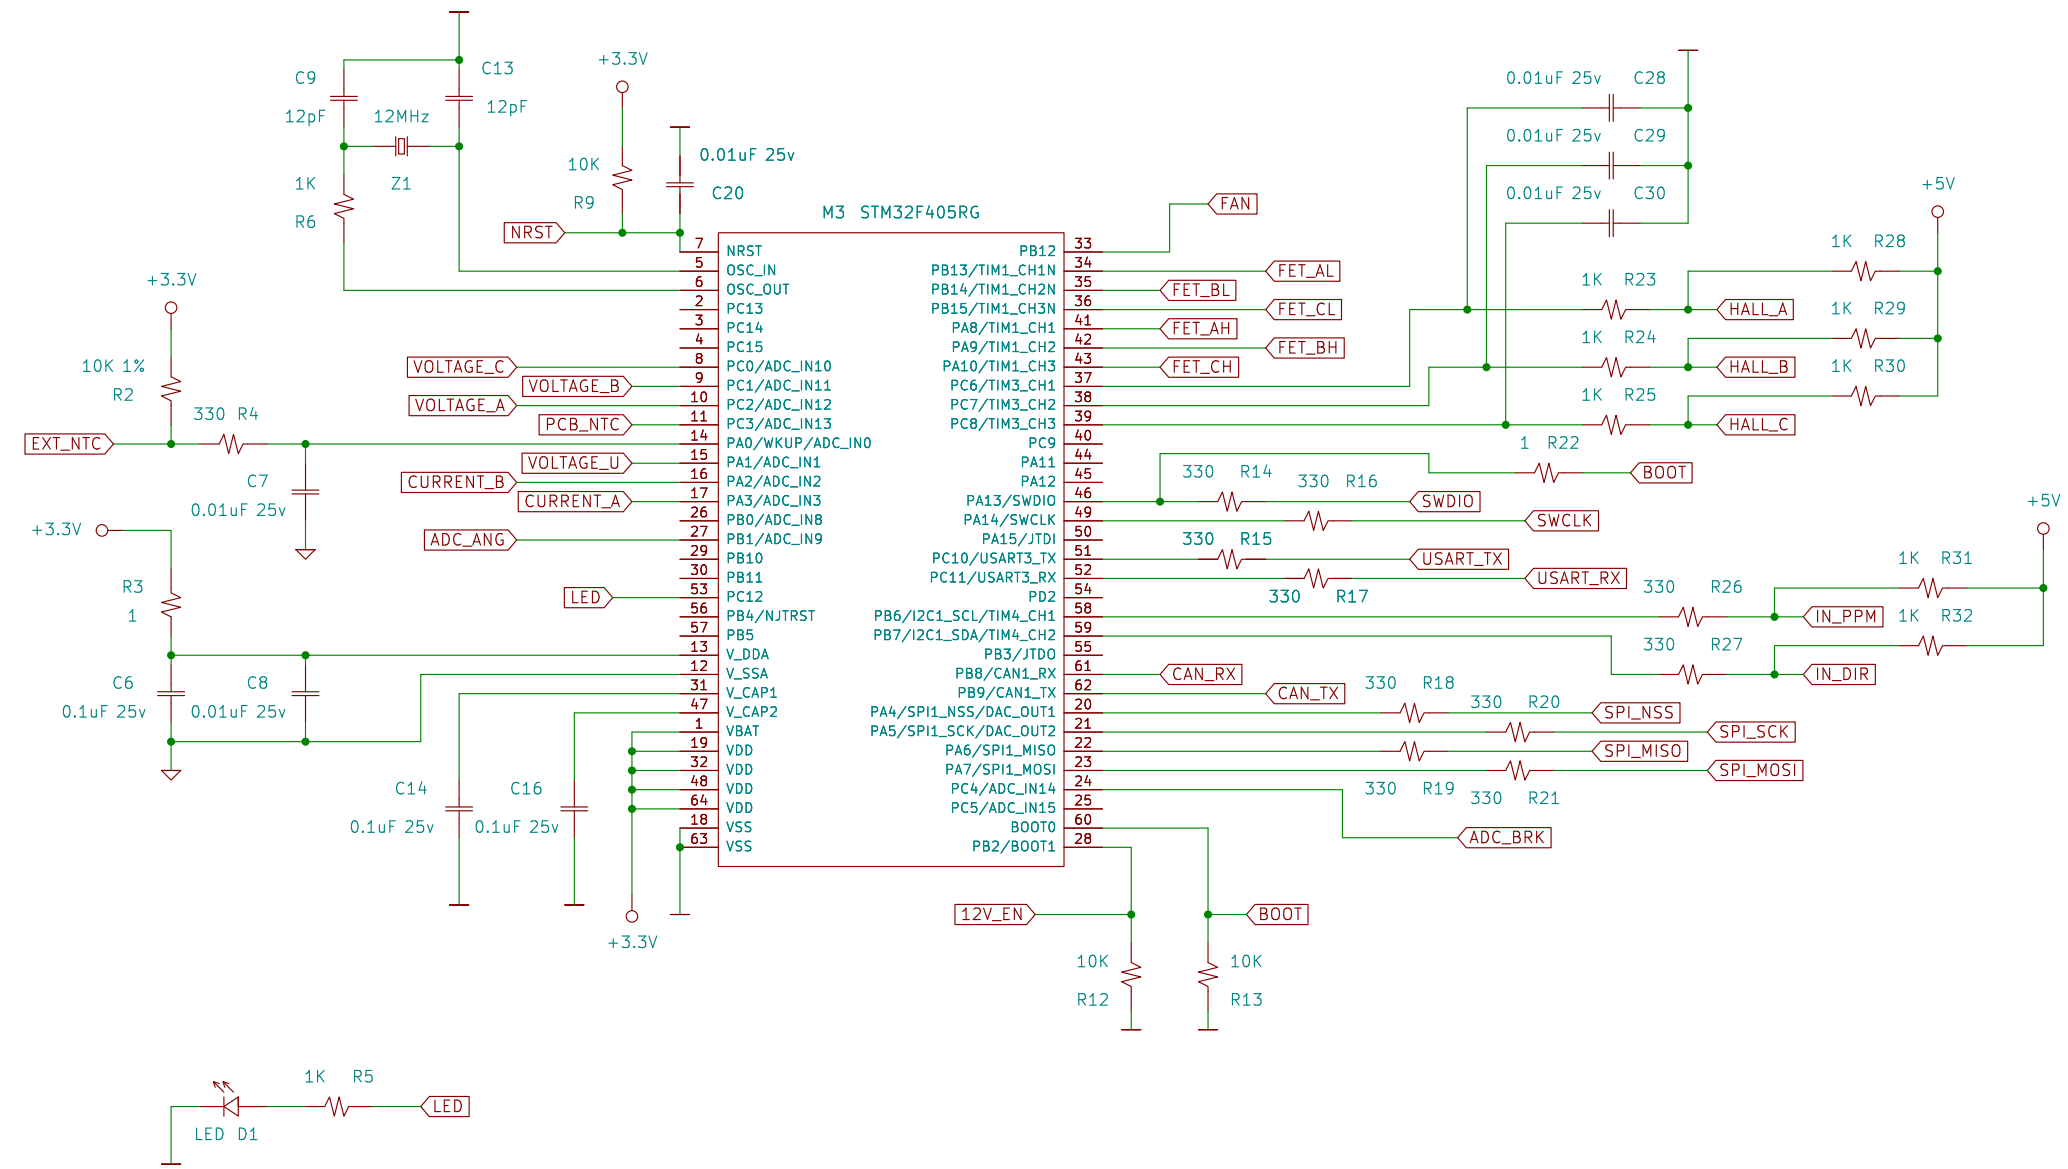 C9
12pF
C13
12pF
12MHz
Z1
1K
R6
+3.3V
10K
R9
0.01uF 25v
C20
NRST
M3 STM32F405RG
+3.3V
10K 1%
R2
330 R4
EXT_NTC
C7
0.01uF 25v
+3.3V
R3
1
C6
0.1uF 25v
C8
0.01uF 25v
VOLTAGE_C
VOLTAGE_B
VOLTAGE_A
PCB_NTC
VOLTAGE_U
CURRENT_B
CURRENT_A
ADC_ANG
LED
C14
0.1uF 25v
C16
0.1uF 25v
+3.3V
7 NRST
5 OSC_IN
6 OSC_OUT
2 PC13
3 PC14
4 PC15
8 PC0/ADC_IN10
9 PC1/ADC_IN11
10 PC2/ADC_IN12
11 PC3/ADC_IN13
14 PA0/WKUP/ADC_IN0
15 PA1/ADC_IN1
16 PA2/ADC_IN2
17 PA3/ADC_IN3
26 PB0/ADC_IN8
27 PB1/ADC_IN9
29 PB10
30 PB11
53 PC12
56 PB4/NJTRST
57 PB5
13 V_DDA
12 V_SSA
31 V_CAP1
47 V_CAP2
1 VBAT
19 VDD
32 VDD
48 VDD
64 VDD
18 VSS
63 VSS
PB12 33
PB13/TIM1_CH1N 34
PB14/TIM1_CH2N 35
PB15/TIM1_CH3N 36
PA8/TIM1_CH1 41
PA9/TIM1_CH2 42
PA10/TIM1_CH3 43
PC6/TIM3_CH1 37
PC7/TIM3_CH2 38
PC8/TIM3_CH3 39
PC9 40
PA11 44
PA12 45
PA13/SWDIO 46
PA14/SWCLK 49
PA15/JTDI 50
PC10/USART3_TX 51
PC11/USART3_RX 52
PD2 54
PB6/I2C1_SCL/TIM4_CH1 58
PB7/I2C1_SDA/TIM4_CH2 59
PB3/JTDO 55
PB8/CAN1_RX 61
PB9/CAN1_TX 62
PA4/SPI1_NSS/DAC_OUT1 20
PA5/SPI1_SCK/DAC_OUT2 21
PA6/SPI1_MISO 22
PA7/SPI1_MOSI 23
PC4/ADC_IN14 24
PC5/ADC_IN15 25
BOOT0 60
PB2/BOOT1 28
FAN
FET_AL
FET_BL
FET_CL
FET_AH
FET_BH
FET_CH
0.01uF 25v C28
0.01uF 25v C29
0.01uF 25v C30
+5V
1K R28
1K R23
HALL_A
1K R29
1K R24
HALL_B
1K R30
1K R25
HALL_C
1 R22
BOOT
330 R14
330 R16
SWDIO
SWCLK
330 R15
USART_TX
USART_RX
330 R17
+5V
1K R31
330 R26
IN_PPM
1K R32
330 R27
IN_DIR
CAN_RX
CAN_TX
330 R18
330 R20
SPI_NSS
SPI_SCK
SPI_MISO
SPI_MOSI
330 R19
330 R21
ADC_BRK
12V_EN
BOOT
10K
R12
10K
R13
1K R5
LED
LED D1